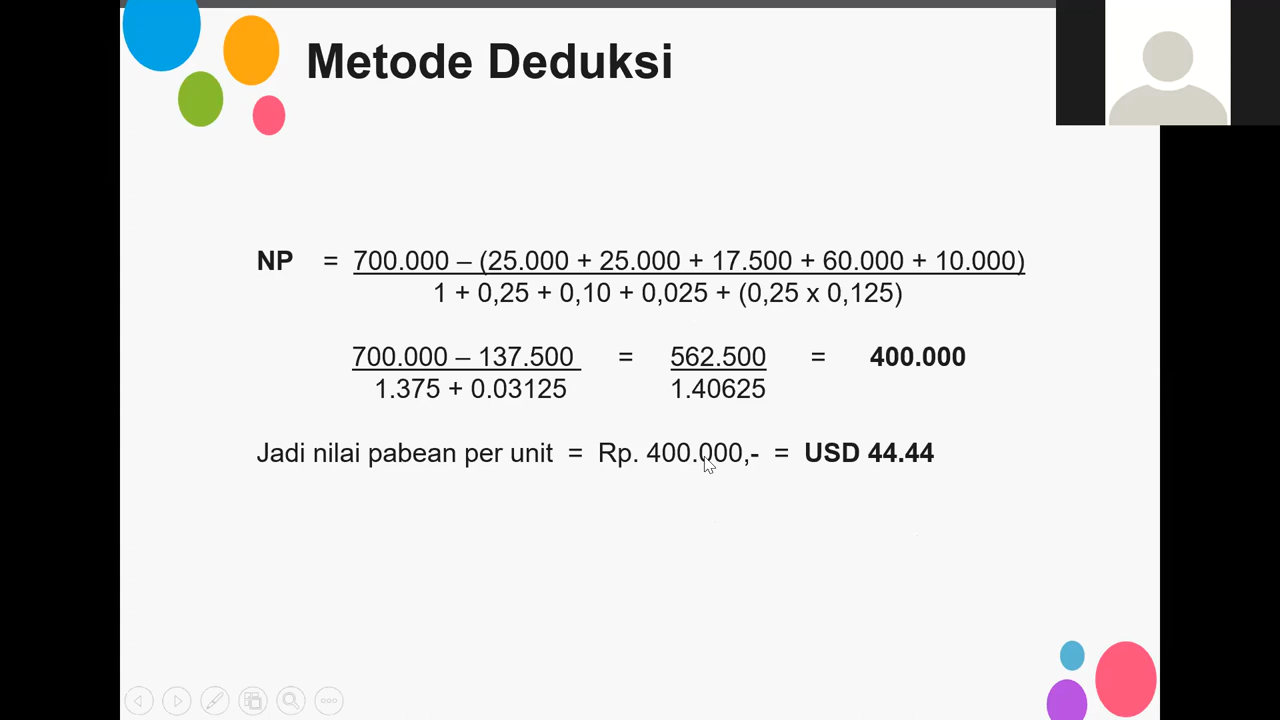 Metode Deduksi
NP = 700.000 – (25.000 + 25.000 + 17.500 + 60.000 + 10.000)
1 + 0,25 + 0,10 + 0,025 + (0,25 x 0,125)
700.000 – 137.500 = 562.500 = 400.000
1.375 + 0.03125 1.40625
Jadi nilai pabean per unit = Rp. 400.000,- = USD 44.44